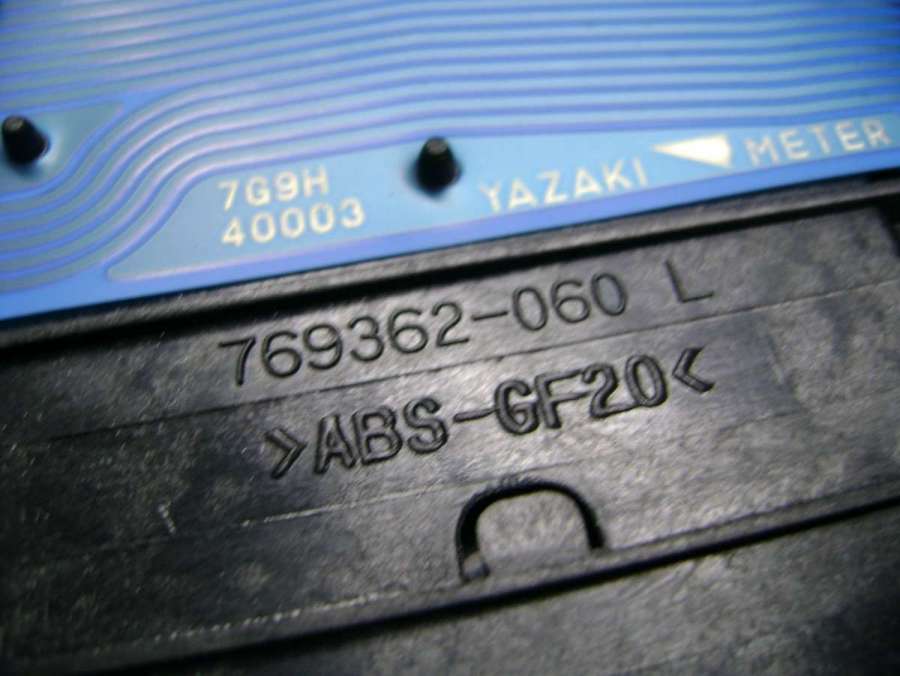 7G9H
40003
YAZAKI METER
769362-060 L
>ABS-GF20<